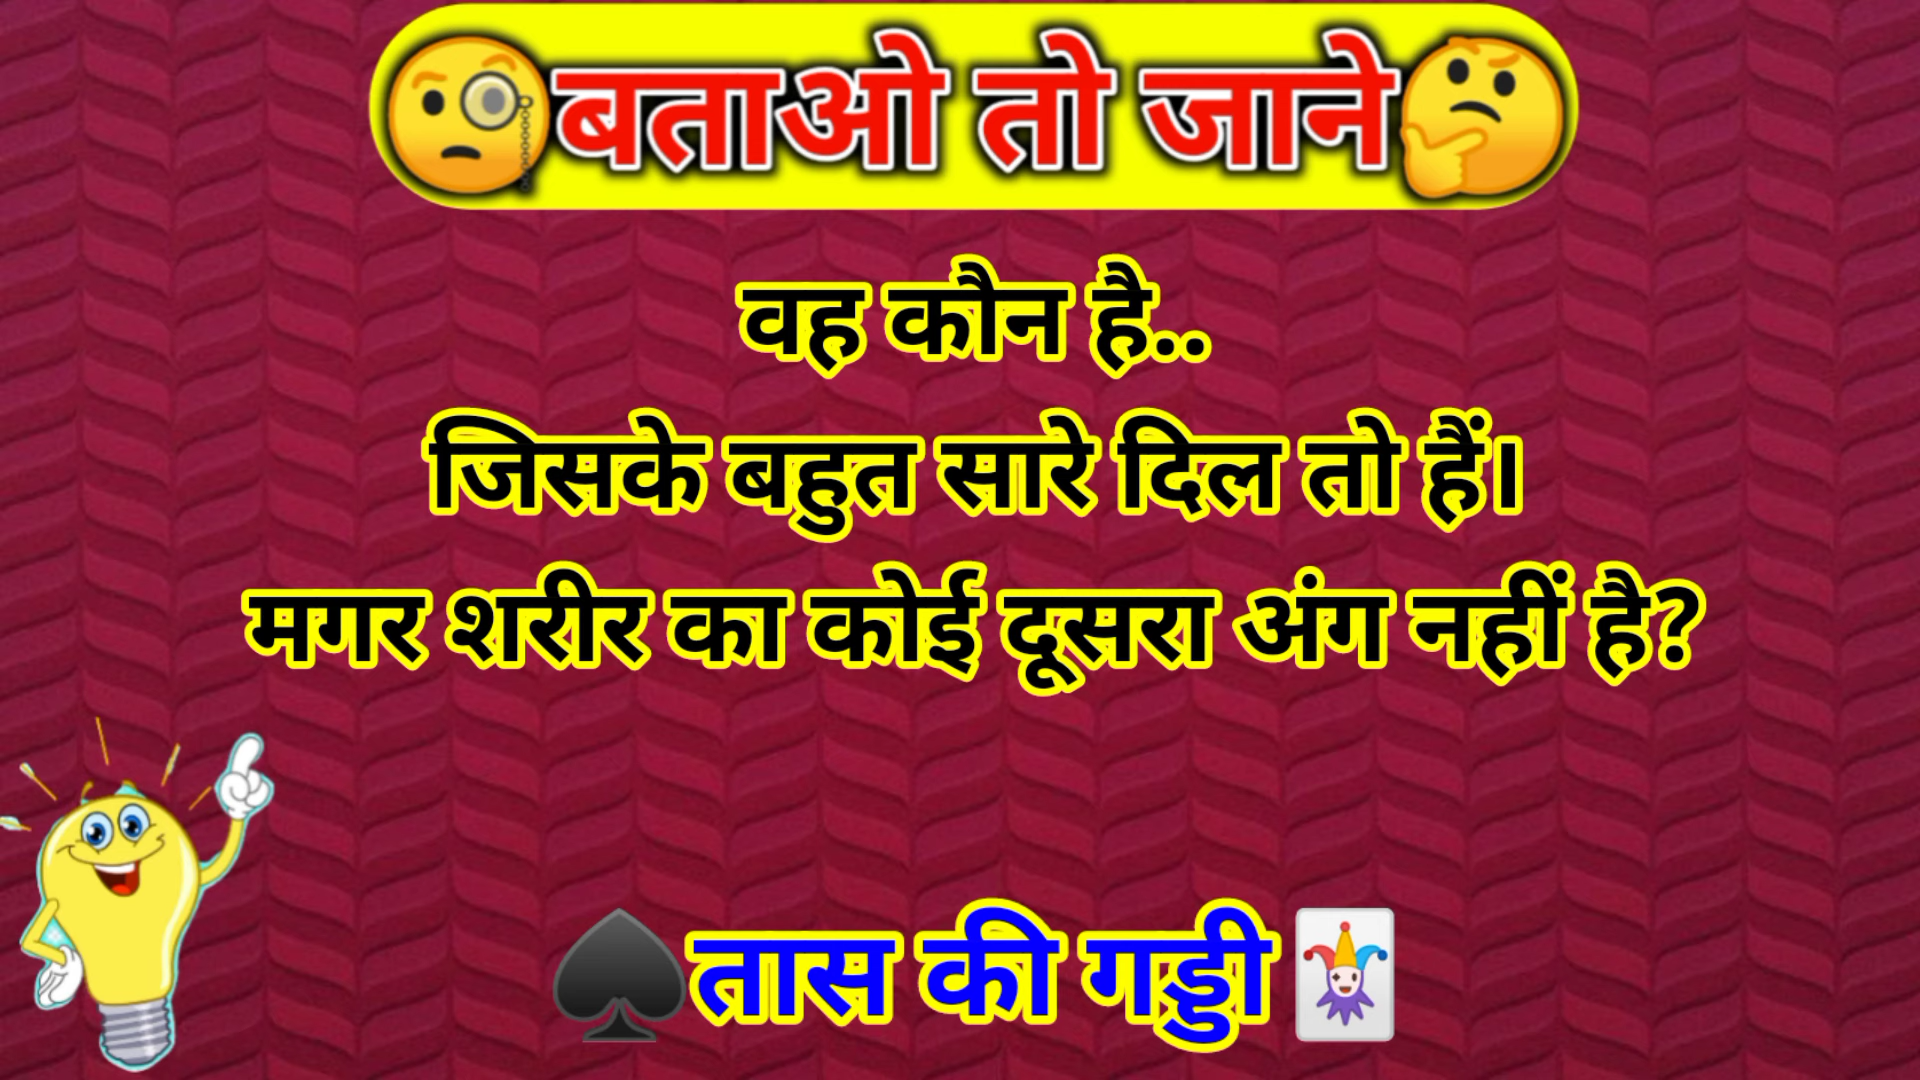 बताओ तो जाने
वह कौन है..
जिसके बहुत सारे दिल तो हैं।
मगर शरीर का कोई दूसरा अंग नहीं है?
तास की गड्डी